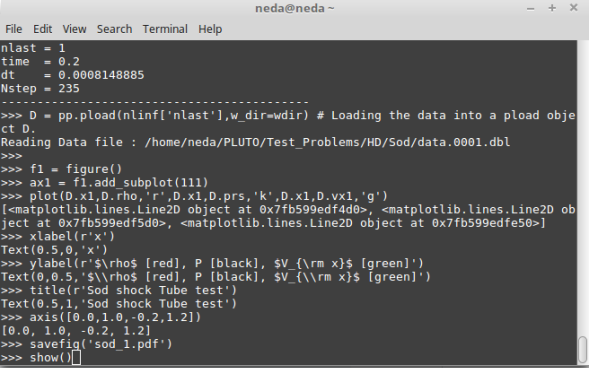 neda@neda ~
File Edit View Search Terminal Help
nlast = 1
time  = 0.2
dt    = 0.0008148885
Nstep = 235
-------------------------------------------
>>> D = pp.pload(nlinf['nlast'],w_dir=wdir) # Loading the data into a pload obje
ct D.
Reading Data file : /home/neda/PLUTO/Test_Problems/HD/Sod/data.0001.dbl
>>>
>>> f1 = figure()
>>> ax1 = f1.add_subplot(111)
>>> plot(D.x1,D.rho,'r',D.x1,D.prs,'k',D.x1,D.vx1,'g')
[<matplotlib.lines.Line2D object at 0x7fb599edf4d0>, <matplotlib.lines.Line2D ob
ject at 0x7fb599edf5d0>, <matplotlib.lines.Line2D object at 0x7fb599edfe50>]
>>> xlabel(r'x')
Text(0.5,0,'x')
>>> ylabel(r'$\rho$ [red], P [black], $V_{\rm x}$ [green]')
Text(0,0.5,'$\\rho$ [red], P [black], $V_{\\rm x}$ [green]')
>>> title(r'Sod shock Tube test')
Text(0.5,1,'Sod shock Tube test')
>>> axis([0.0,1.0,-0.2,1.2])
[0.0, 1.0, -0.2, 1.2]
>>> savefig('sod_1.pdf')
>>> show()